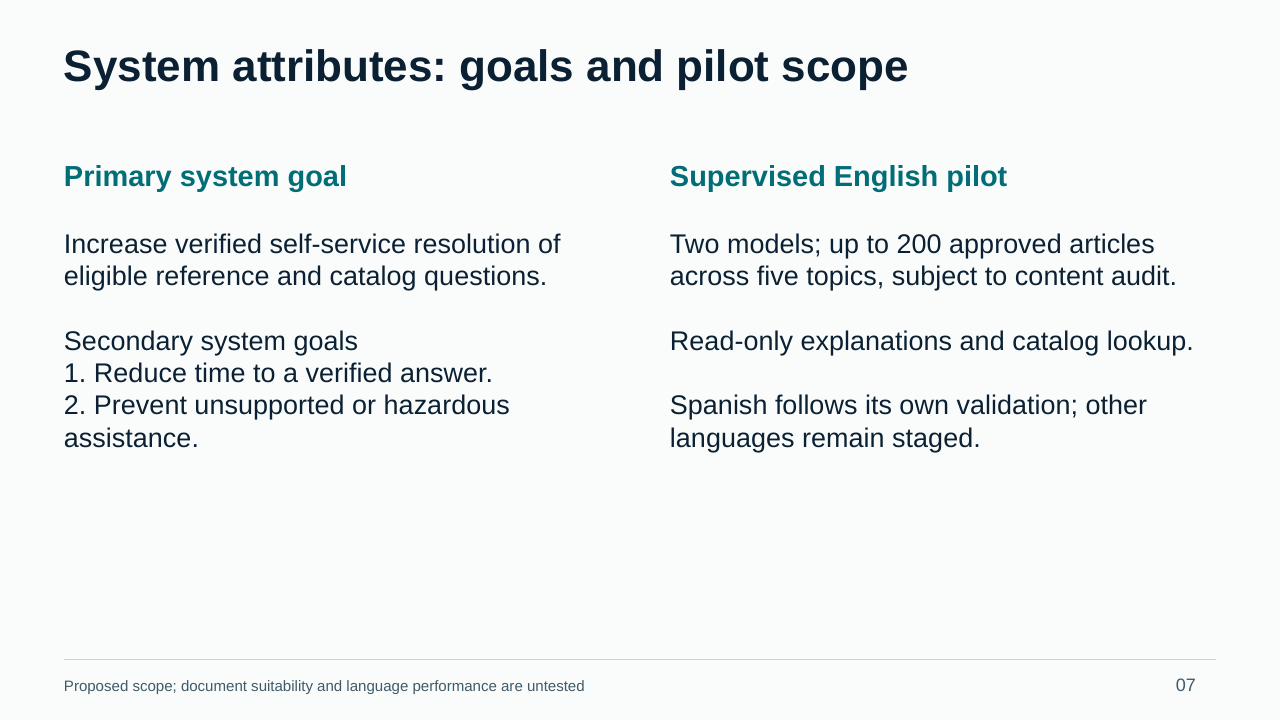 System attributes: goals and pilot scope
Primary system goal
Increase verified self-service resolution of
eligible reference and catalog questions.
Secondary system goals
1. Reduce time to a verified answer.
2. Prevent unsupported or hazardous
assistance.
Supervised English pilot
Two models; up to 200 approved articles
across five topics, subject to content audit.
Read-only explanations and catalog lookup.
Spanish follows its own validation; other
languages remain staged.
Proposed scope; document suitability and language performance are untested
07